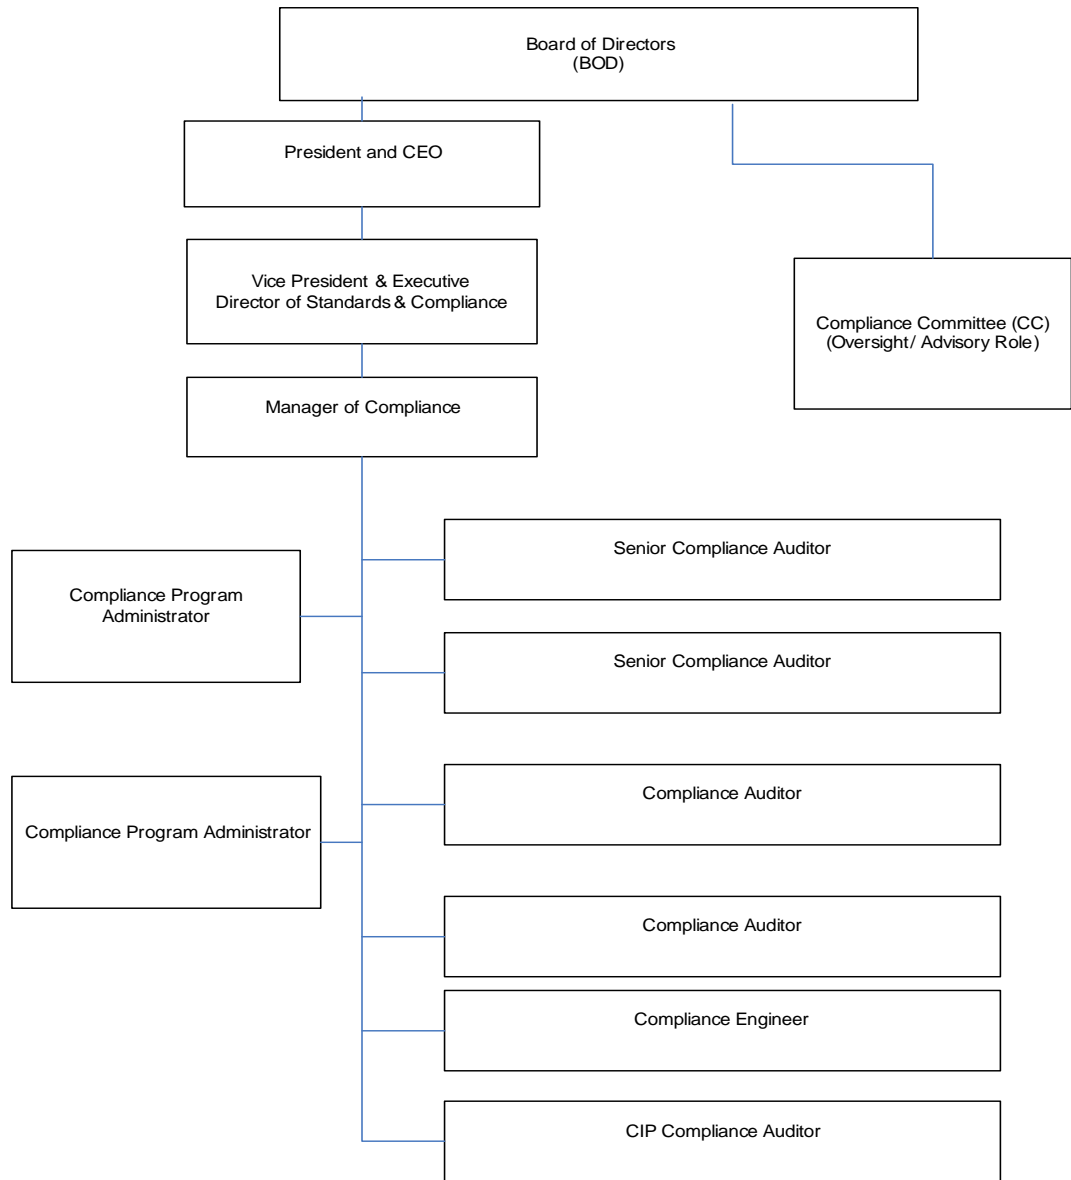 Board of Directors
(BOD)
President and CEO
Vice President & Executive
Director of Standards & Compliance
Compliance Committee (CC)
(Oversight/ Advisory Role)
Manager of Compliance
Senior Compliance Auditor
Compliance Program
Administrator
Senior Compliance Auditor
Compliance Auditor
Compliance Program Administrator
Compliance Auditor
Compliance Engineer
CIP Compliance Auditor